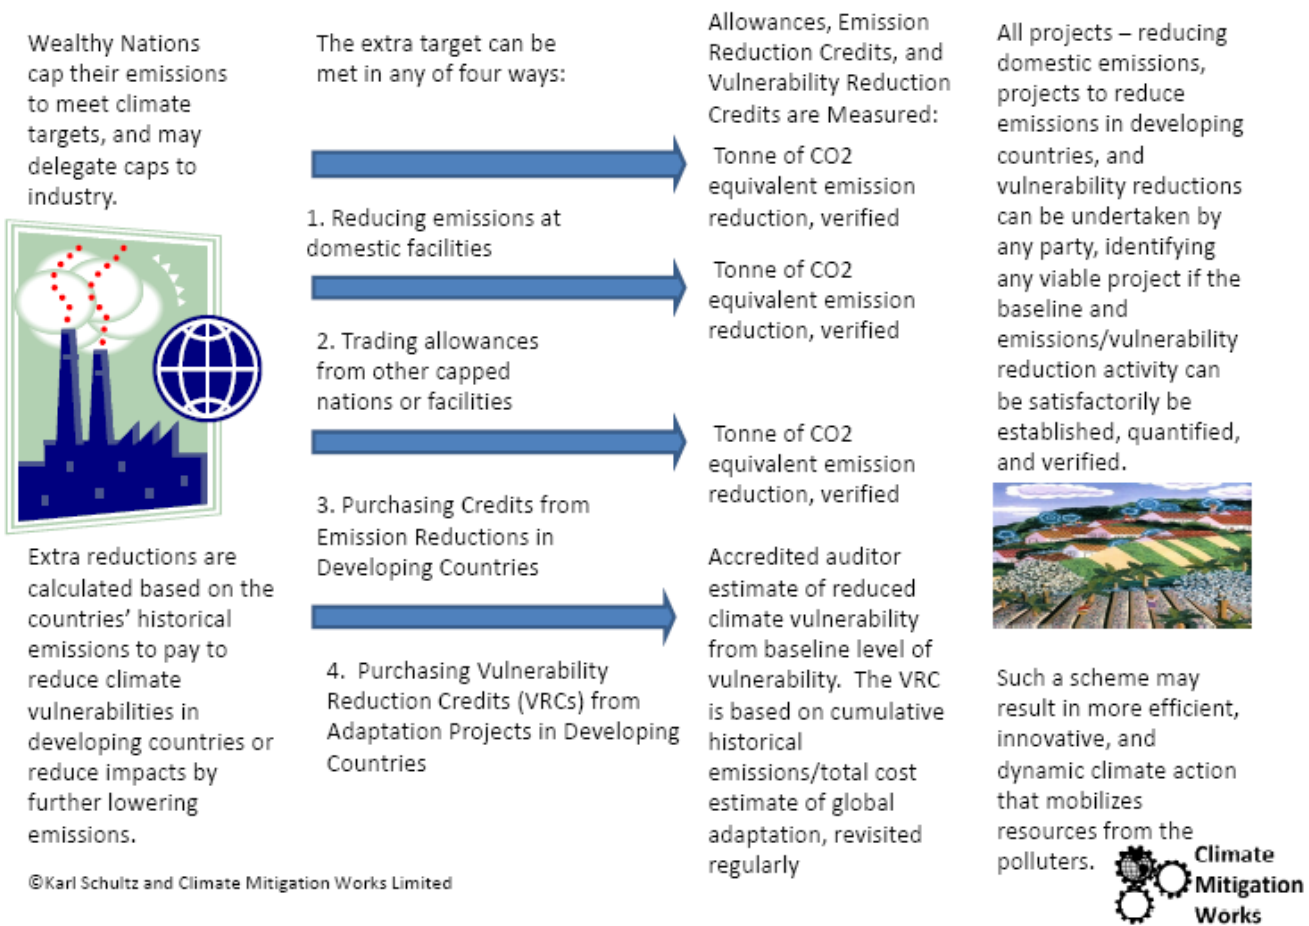 Wealthy Nations
cap their emissions
to meet climate
targets, and may
delegate caps to
industry.
Extra reductions are
calculated based on the
countries’ historical
emissions to pay to
reduce climate
vulnerabilities in
developing countries or
reduce impacts by
further lowering
emissions.
©Karl Schultz and Climate Mitigation Works Limited
The extra target can be
met in any of four ways:
1. Reducing emissions at
domestic facilities
2. Trading allowances
from other capped
nations or facilities
3. Purchasing Credits from
Emission Reductions in
Developing Countries
4. Purchasing Vulnerability
Reduction Credits (VRCs) from
Adaptation Projects in Developing
Countries
Allowances, Emission
Reduction Credits, and
Vulnerability Reduction
Credits are Measured:
Tonne of CO2
equivalent emission
reduction, verified
Tonne of CO2
equivalent emission
reduction, verified
Tonne of CO2
equivalent emission
reduction, verified
Accredited auditor
estimate of reduced
climate vulnerability
from baseline level of
vulnerability. The VRC
is based on cumulative
historical
emissions/total cost
estimate of global
adaptation, revisited
regularly
All projects – reducing
domestic emissions,
projects to reduce
emissions in developing
countries, and
vulnerability reductions
can be undertaken by
any party, identifying
any viable project if the
baseline and
emissions/vulnerability
reduction activity can
be satisfactorily be
established, quantified,
and verified.
Such a scheme may
result in more efficient,
innovative, and
dynamic climate action
that mobilizes
resources from the
polluters.
Climate
Mitigation
Works